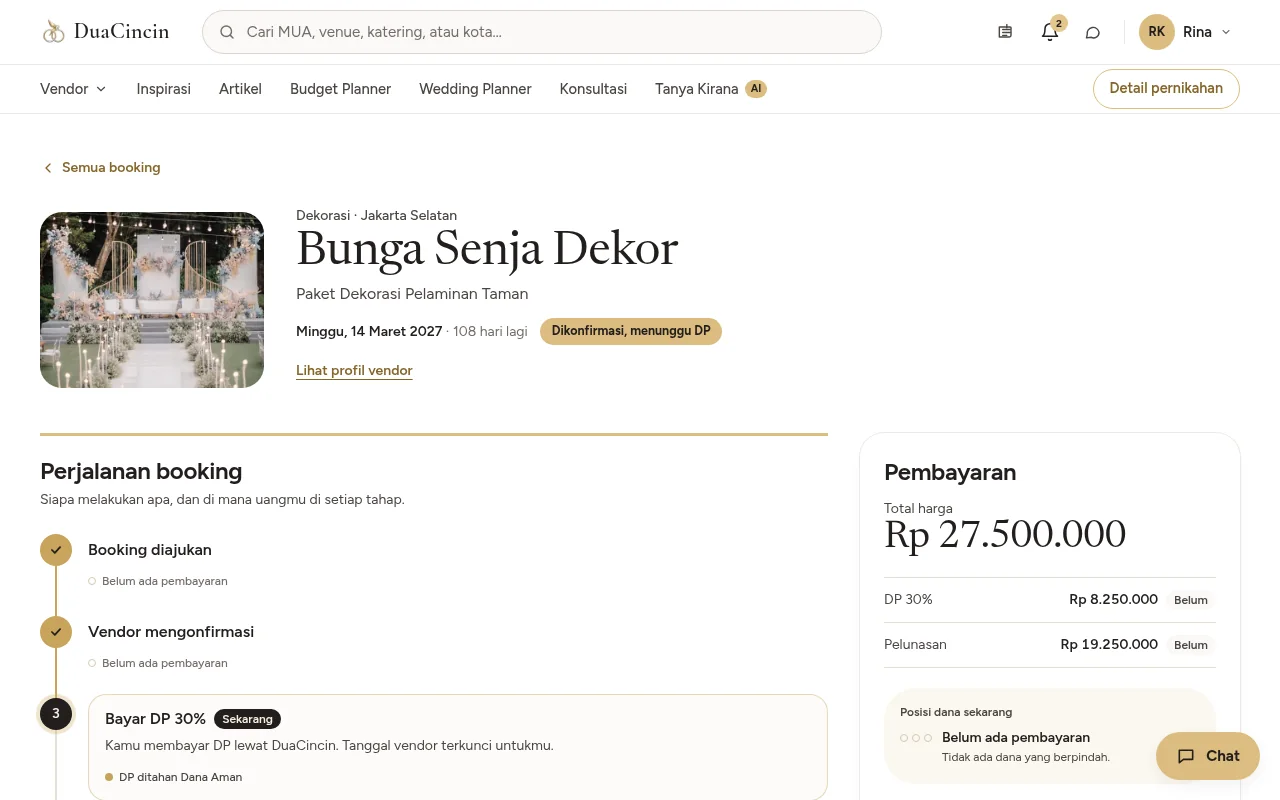 DuaCincin
Cari MUA, venue, katering, atau kota…
2
RK
Rina
Vendor
Inspirasi
Artikel
Budget Planner
Wedding Planner
Konsultasi
Tanya Kirana AI
Detail pernikahan
Semua booking
Dekorasi · Jakarta Selatan
Bunga Senja Dekor
Paket Dekorasi Pelaminan Taman
Minggu, 14 Maret 2027 · 108 hari lagi
Dikonfirmasi, menunggu DP
Lihat profil vendor
Perjalanan booking
Siapa melakukan apa, dan di mana uangmu di setiap tahap.
Booking diajukan
Belum ada pembayaran
Vendor mengonfirmasi
Belum ada pembayaran
3
Bayar DP 30% Sekarang
Kamu membayar DP lewat DuaCincin. Tanggal vendor terkunci untukmu.
DP ditahan Dana Aman
Pembayaran
Total harga
Rp 27.500.000
DP 30% Rp 8.250.000 Belum
Pelunasan Rp 19.250.000 Belum
Posisi dana sekarang
Belum ada pembayaran
Tidak ada dana yang berpindah.
Chat